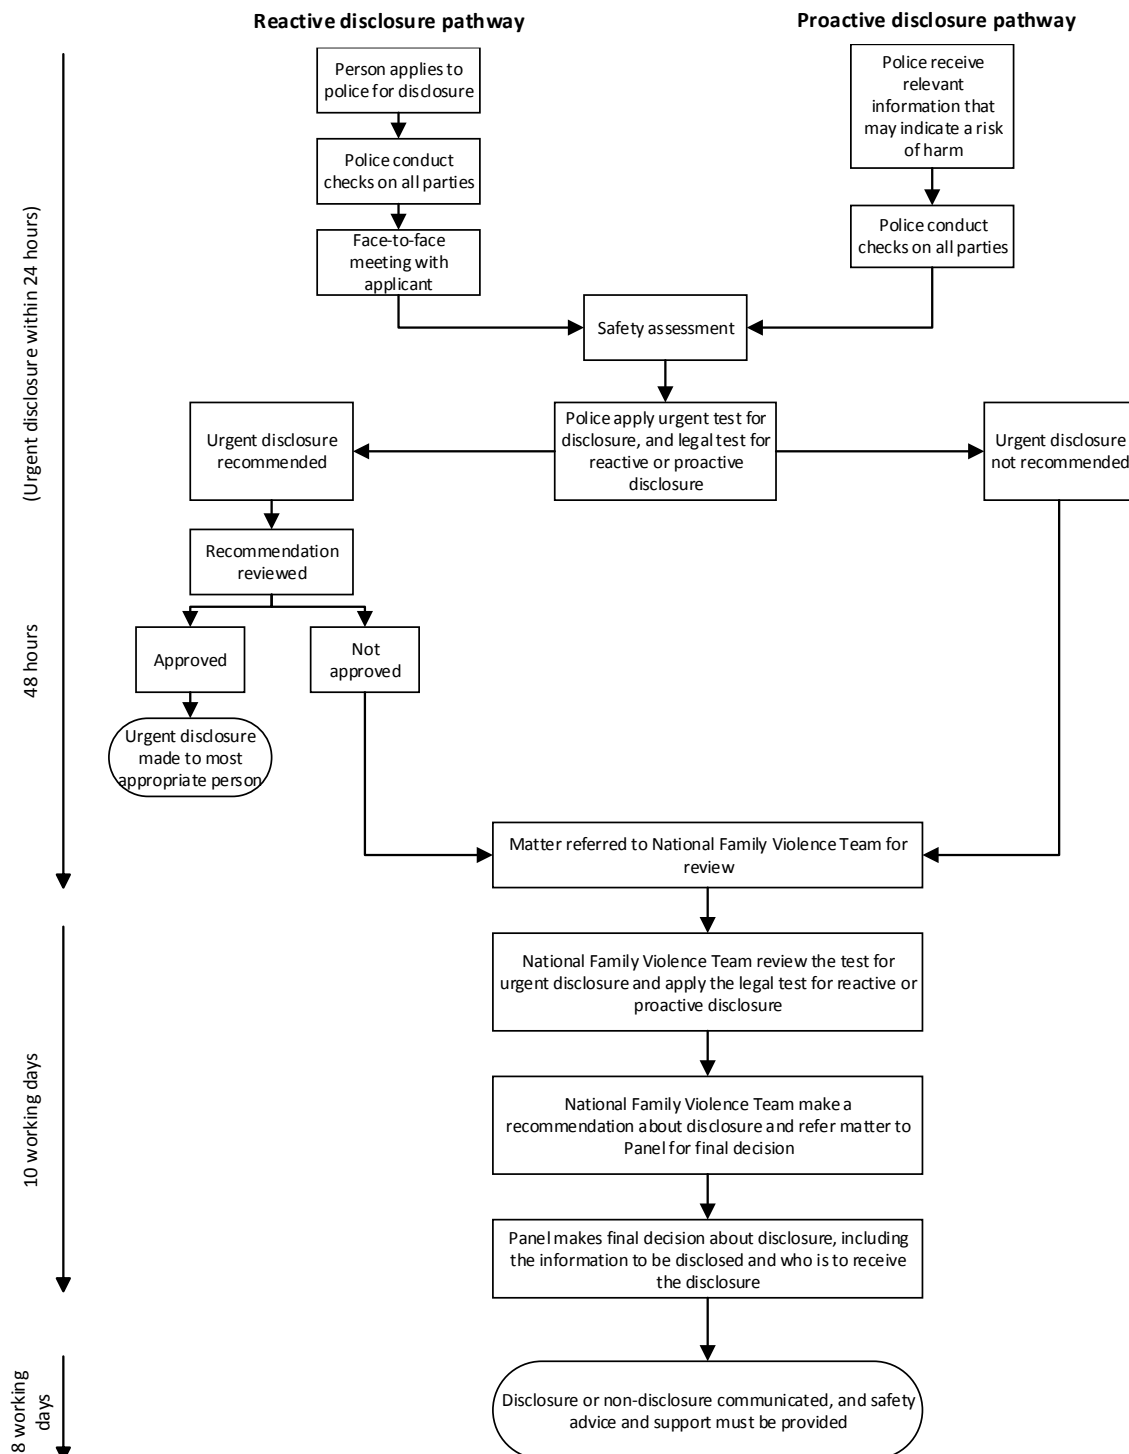 Reactive disclosure pathway
Proactive disclosure pathway
Person applies to
police for disclosure
Police conduct
checks on all parties
Face-to-face
meeting with
applicant
Police receive
relevant
information that
may indicate a risk
of harm
Police conduct
checks on all parties
Safety assessment
Police apply urgent test for
disclosure, and legal test for
reactive or proactive
disclosure
Urgent disclosure
recommended
Urgent disclosure
not recommended
Recommendation
reviewed
Approved
Not
approved
Urgent disclosure
made to most
appropriate person
Matter referred to National Family Violence Team for
review
National Family Violence Team review the test for
urgent disclosure and apply the legal test for reactive or
proactive disclosure
National Family Violence Team make a
recommendation about disclosure and refer matter to
Panel for final decision
Panel makes final decision about disclosure, including
the information to be disclosed and who is to receive
the disclosure
Disclosure or non-disclosure communicated, and safety
advice and support must be provided
(Urgent disclosure within 24 hours)
48 hours
10 working days
8 working
days